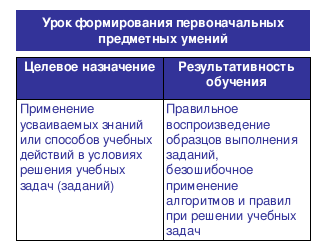 Урок формирования первоначальных
предметных умений
Целевое назначение
Результативность
обучения
Применение
усваиваемых знаний
или способов учебных
действий в условиях
решения учебных
задач (заданий)
Правильное
воспроизведение
образцов выполнения
заданий,
безошибочное
применение
алгоритмов и правил
при решении учебных
задач